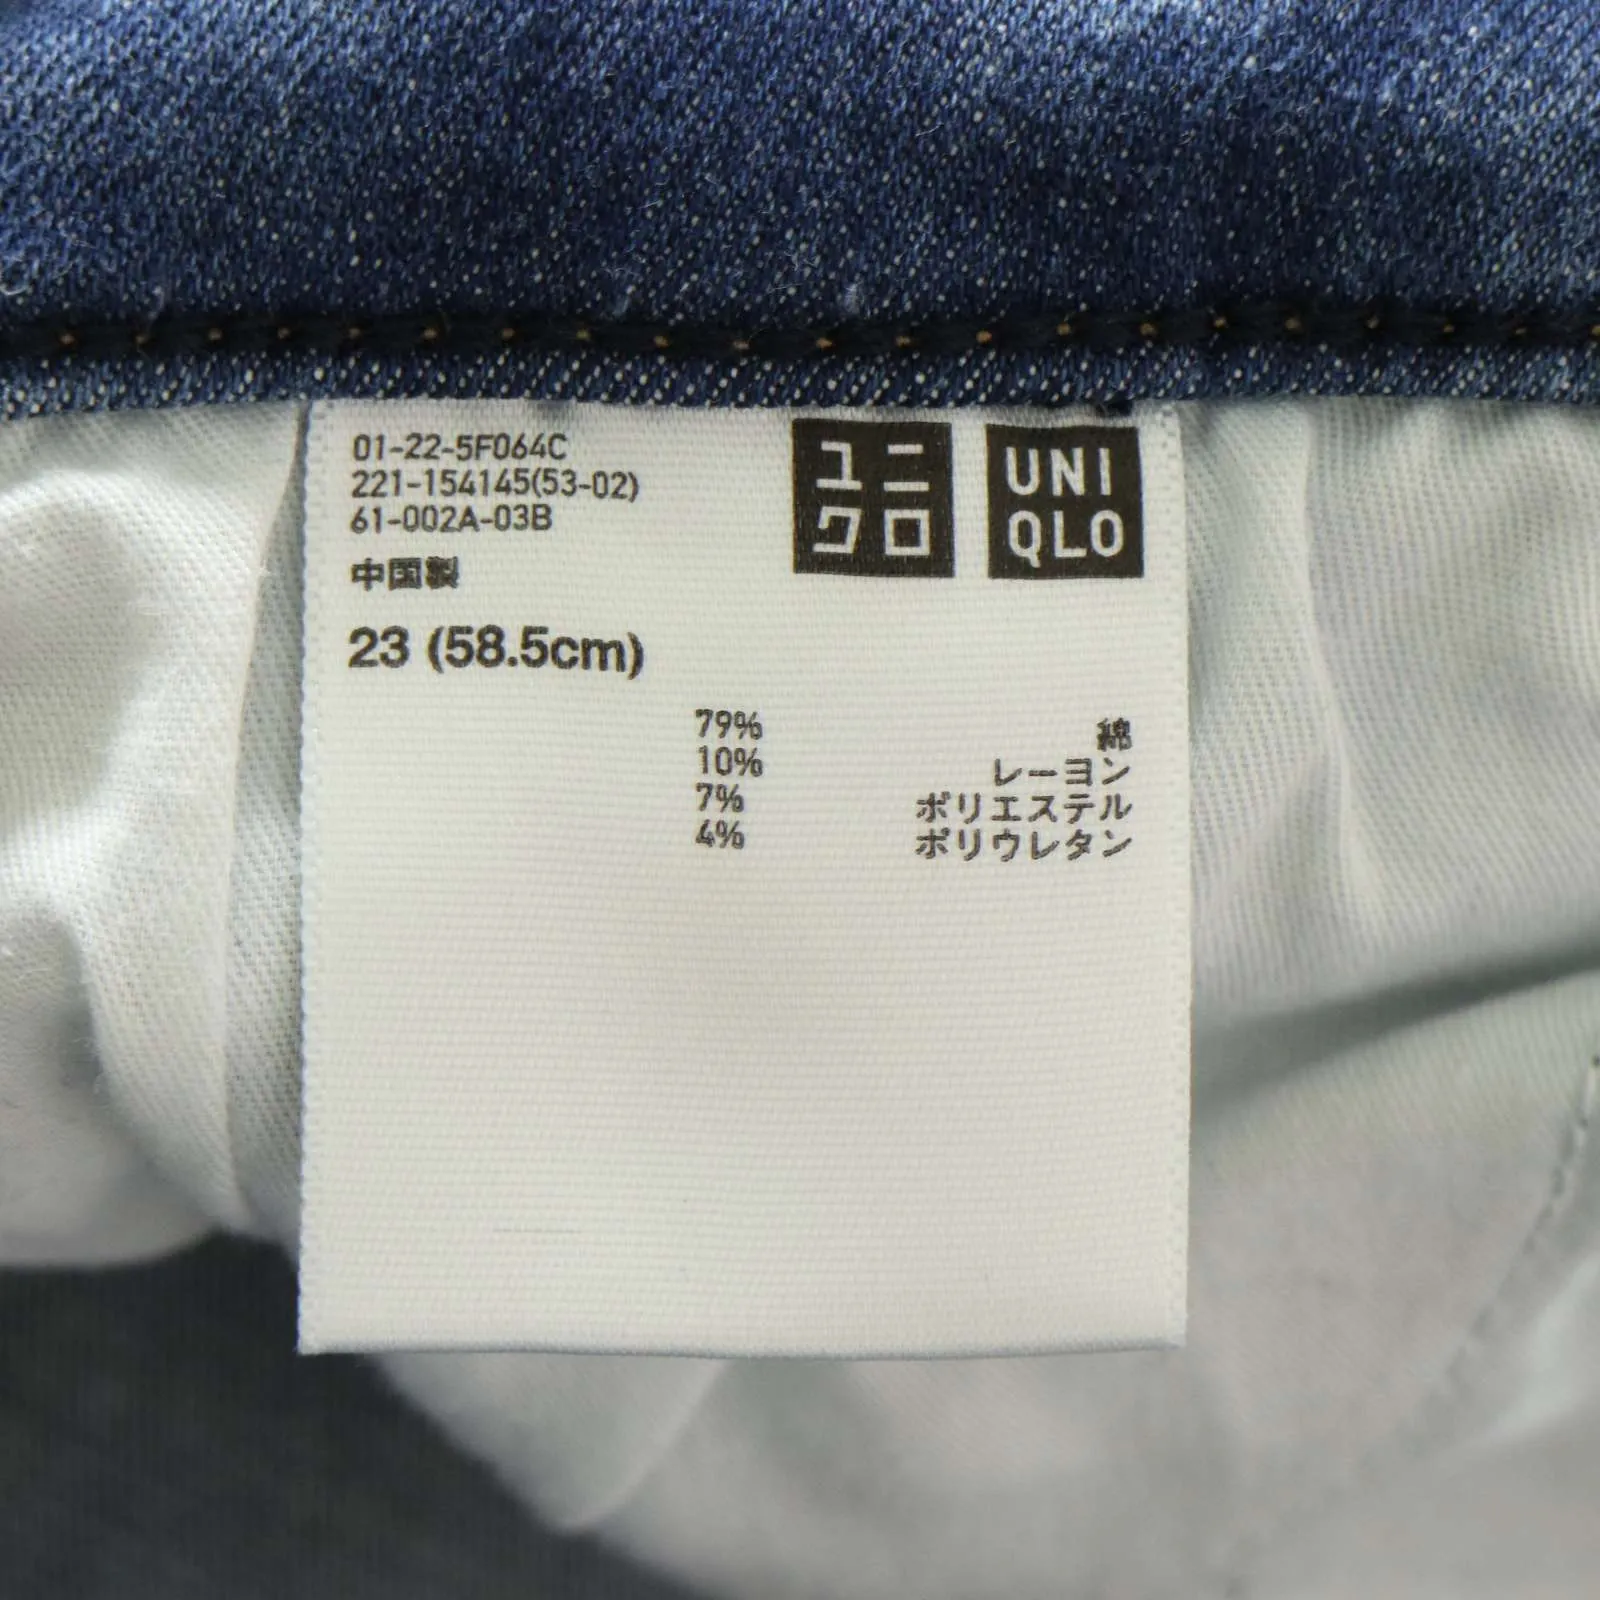 01-22-5F064C
221-154145(53-02)
61-002A-03B
中国製
ユニ
クロ
UNI
QLO
23 (58.5cm)
79% 綿
10% レーヨン
7% ポリエステル
4% ポリウレタン